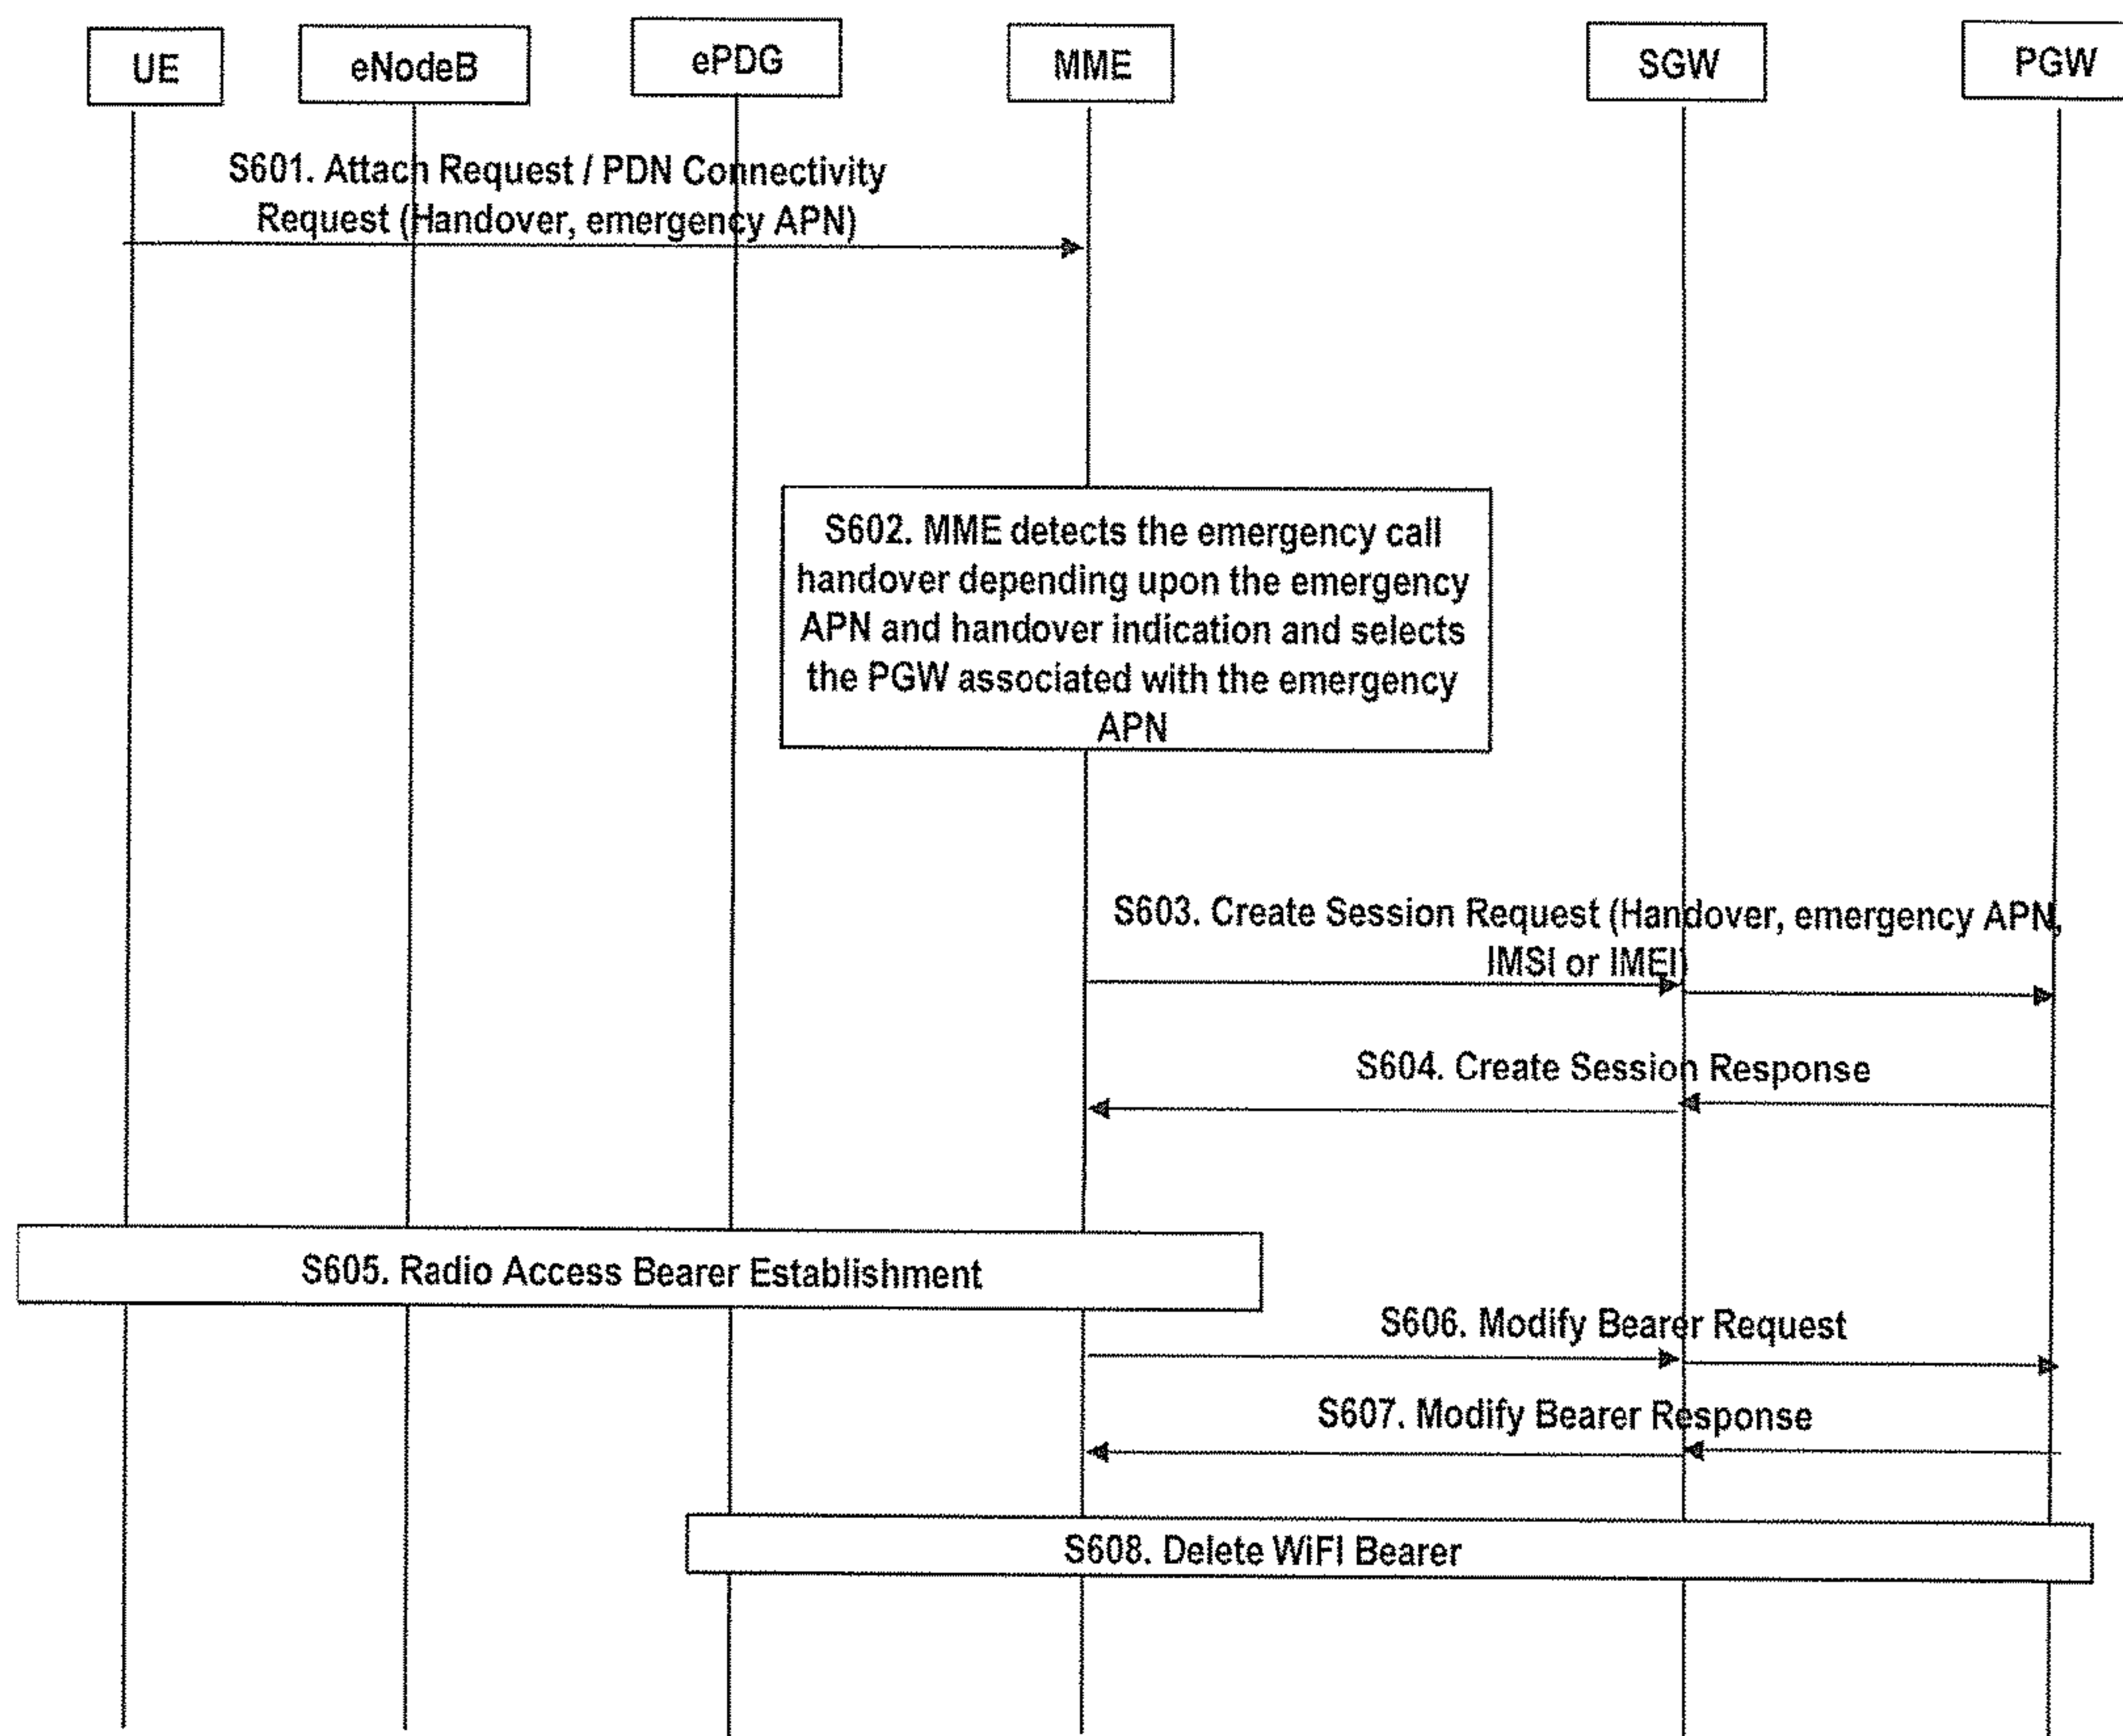 UE
eNodeB
ePDG
MME
SGW
PGW
S601. Attach Request / PDN Connectivity
Request (Handover, emergency APN)
S602. MME detects the emergency call
handover depending upon the emergency
APN and handover indication and selects
the PGW associated with the emergency
APN
S603. Create Session Request (Handover, emergency APN,
IMSI or IMEI)
S604. Create Session Response
S605. Radio Access Bearer Establishment
S606. Modify Bearer Request
S607. Modify Bearer Response
S608. Delete WiFI Bearer